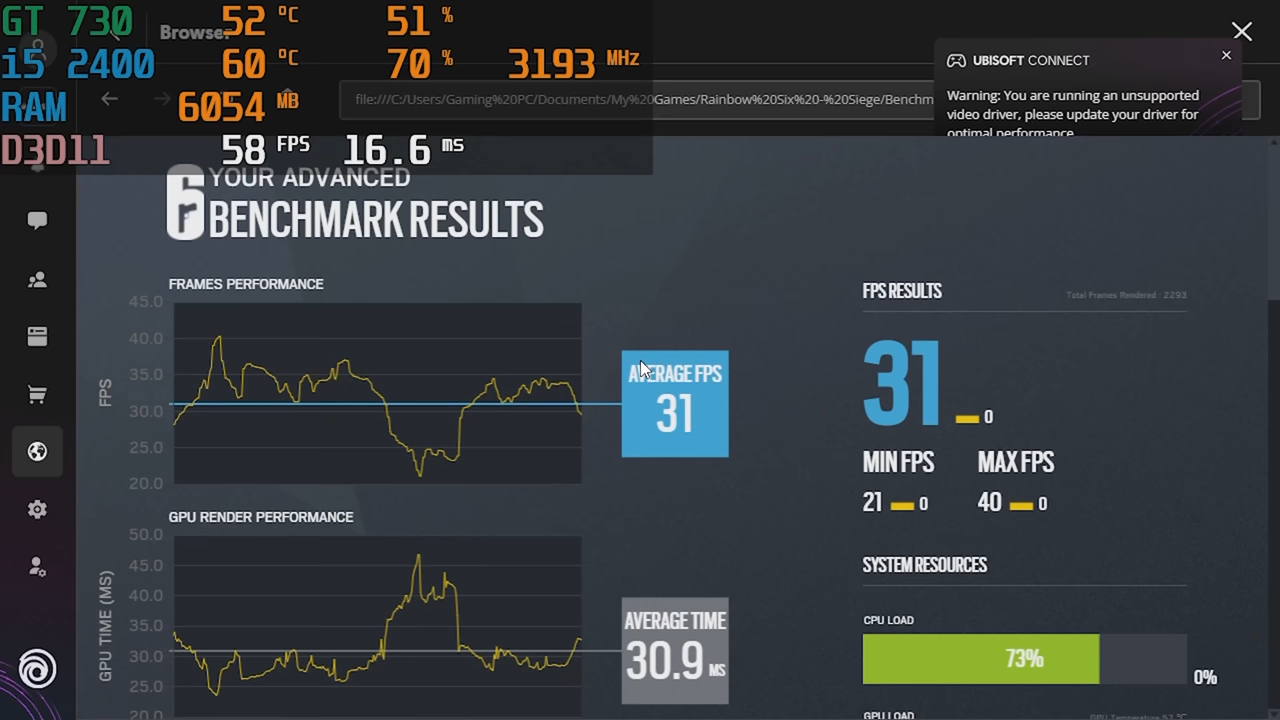 GT 730 52 °C 51 %
i5 2400 60 °C 70 % 3193 MHz
RAM 6054 MB
D3D11 58 FPS 16.6 ms
Browser
file:///C:/Users/Gaming%20PC/Documents/My%20Games/Rainbow%20Six%20-%20Siege/Benchm
UBISOFT CONNECT
Warning: You are running an unsupported
video driver, please update your driver for
optimal performance
YOUR ADVANCED
BENCHMARK RESULTS
FRAMES PERFORMANCE
45.0
40.0
35.0
30.0
25.0
20.0
FPS
AVERAGE FPS
31
GPU RENDER PERFORMANCE
50.0
45.0
40.0
35.0
30.0
25.0
20.0
GPU TIME (MS)
AVERAGE TIME
30.9 MS
FPS RESULTS
Total Frames Rendered : 2293
31 0
MIN FPS MAX FPS
21 0 40 0
SYSTEM RESOURCES
CPU LOAD
73%
0%
GPU LOAD